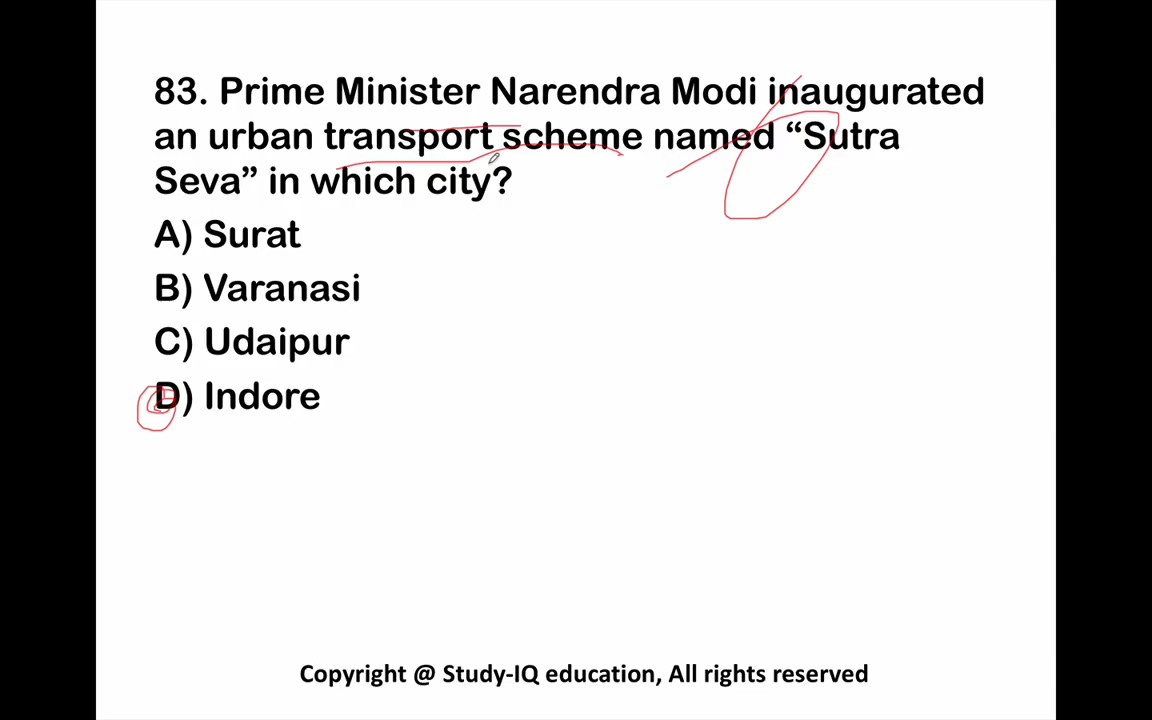 83. Prime Minister Narendra Modi inaugurated
an urban transport scheme named “Sutra
Seva” in which city?
A) Surat
B) Varanasi
C) Udaipur
D) Indore
Copyright @ Study-IQ education, All rights reserved